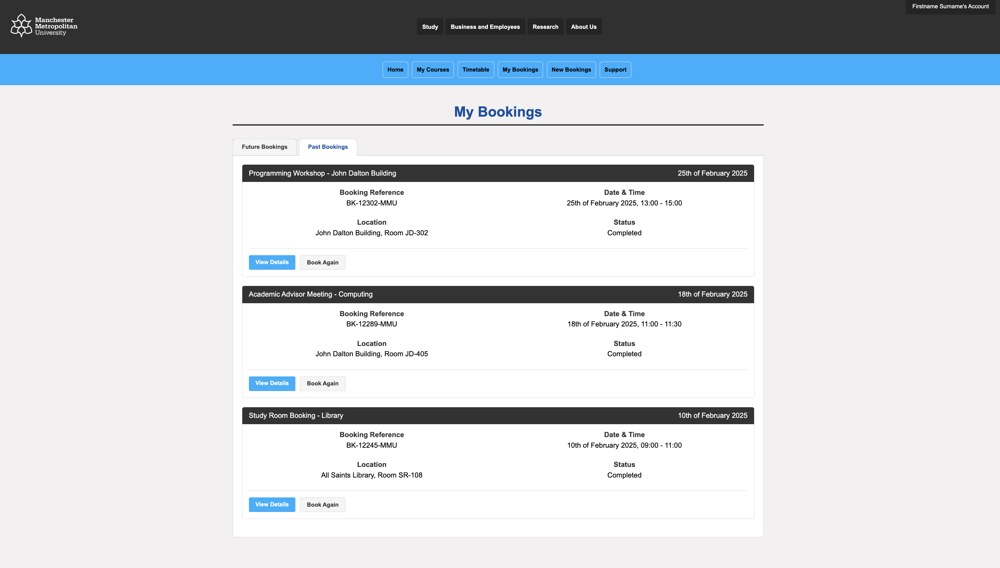 Firstname Surname's Account
Manchester
Metropolitan
University
Study Business and Employees Research About Us
Home My Courses Timetable My Bookings New Bookings Support
My Bookings
Future Bookings Past Bookings
Programming Workshop - John Dalton Building 25th of February 2025
Booking Reference Date & Time
BK-12302-MMU 25th of February 2025, 13:00 - 15:00
Location Status
John Dalton Building, Room JD-302 Completed
View Details Book Again
Academic Advisor Meeting - Computing 18th of February 2025
Booking Reference Date & Time
BK-12289-MMU 18th of February 2025, 11:00 - 11:30
Location Status
John Dalton Building, Room JD-405 Completed
View Details Book Again
Study Room Booking - Library 10th of February 2025
Booking Reference Date & Time
BK-12245-MMU 10th of February 2025, 09:00 - 11:00
Location Status
All Saints Library, Room SR-108 Completed
View Details Book Again